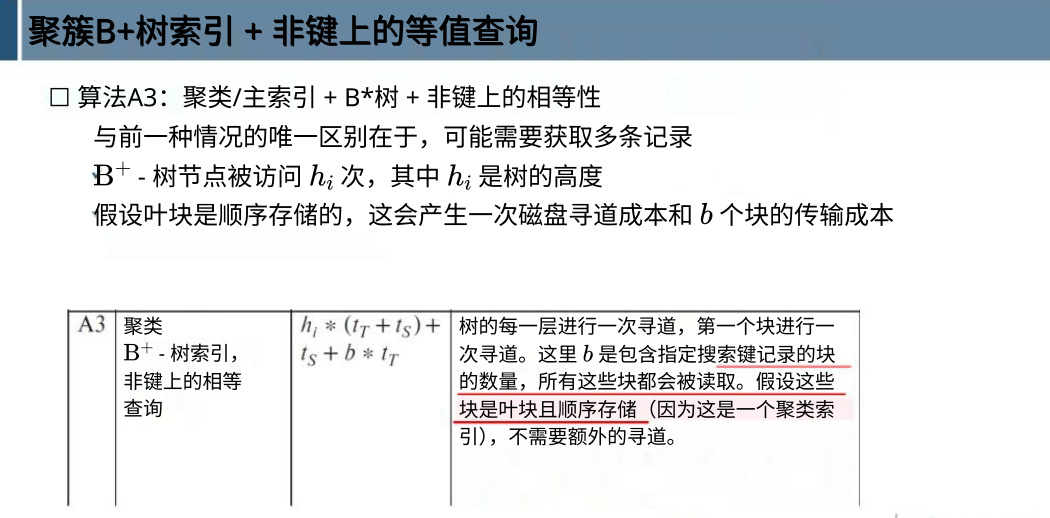 聚簇B+树索引 + 非键上的等值查询
□ 算法A3：聚类/主索引 + B*树 + 非键上的相等性
与前一种情况的唯一区别在于，可能需要获取多条记录
B⁺ - 树节点被访问 hᵢ 次，其中 hᵢ 是树的高度
假设叶块是顺序存储的，这会产生一次磁盘寻道成本和 b 个块的传输成本
A3
聚类
B⁺ - 树索引，
非键上的相等
查询
hᵢ * (t_T + t_S) +
t_S + b * t_T
树的每一层进行一次寻道，第一个块进行一
次寻道。这里 b 是包含指定搜索键记录的块
的数量，所有这些块都会被读取。假设这些
块是叶块且顺序存储（因为这是一个聚类索
引），不需要额外的寻道。